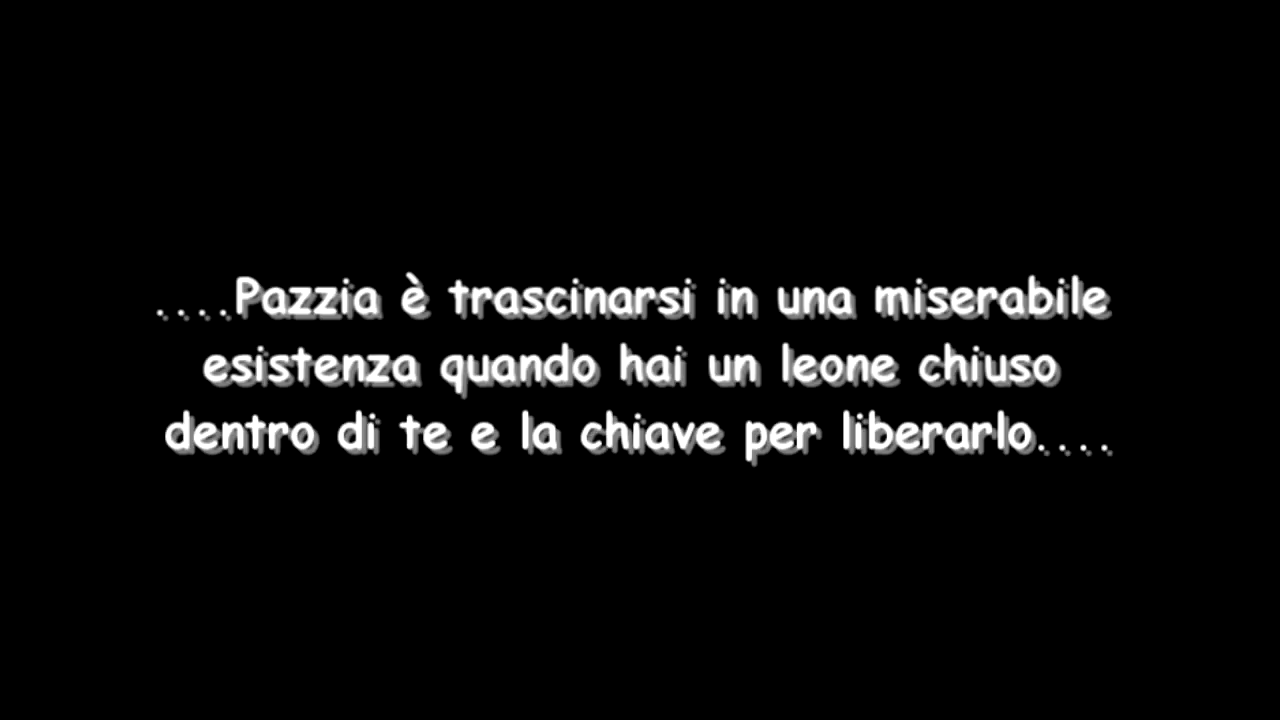 ....Pazzia è trascinarsi in una miserabile
esistenza quando hai un leone chiuso
dentro di te e la chiave per liberarlo....